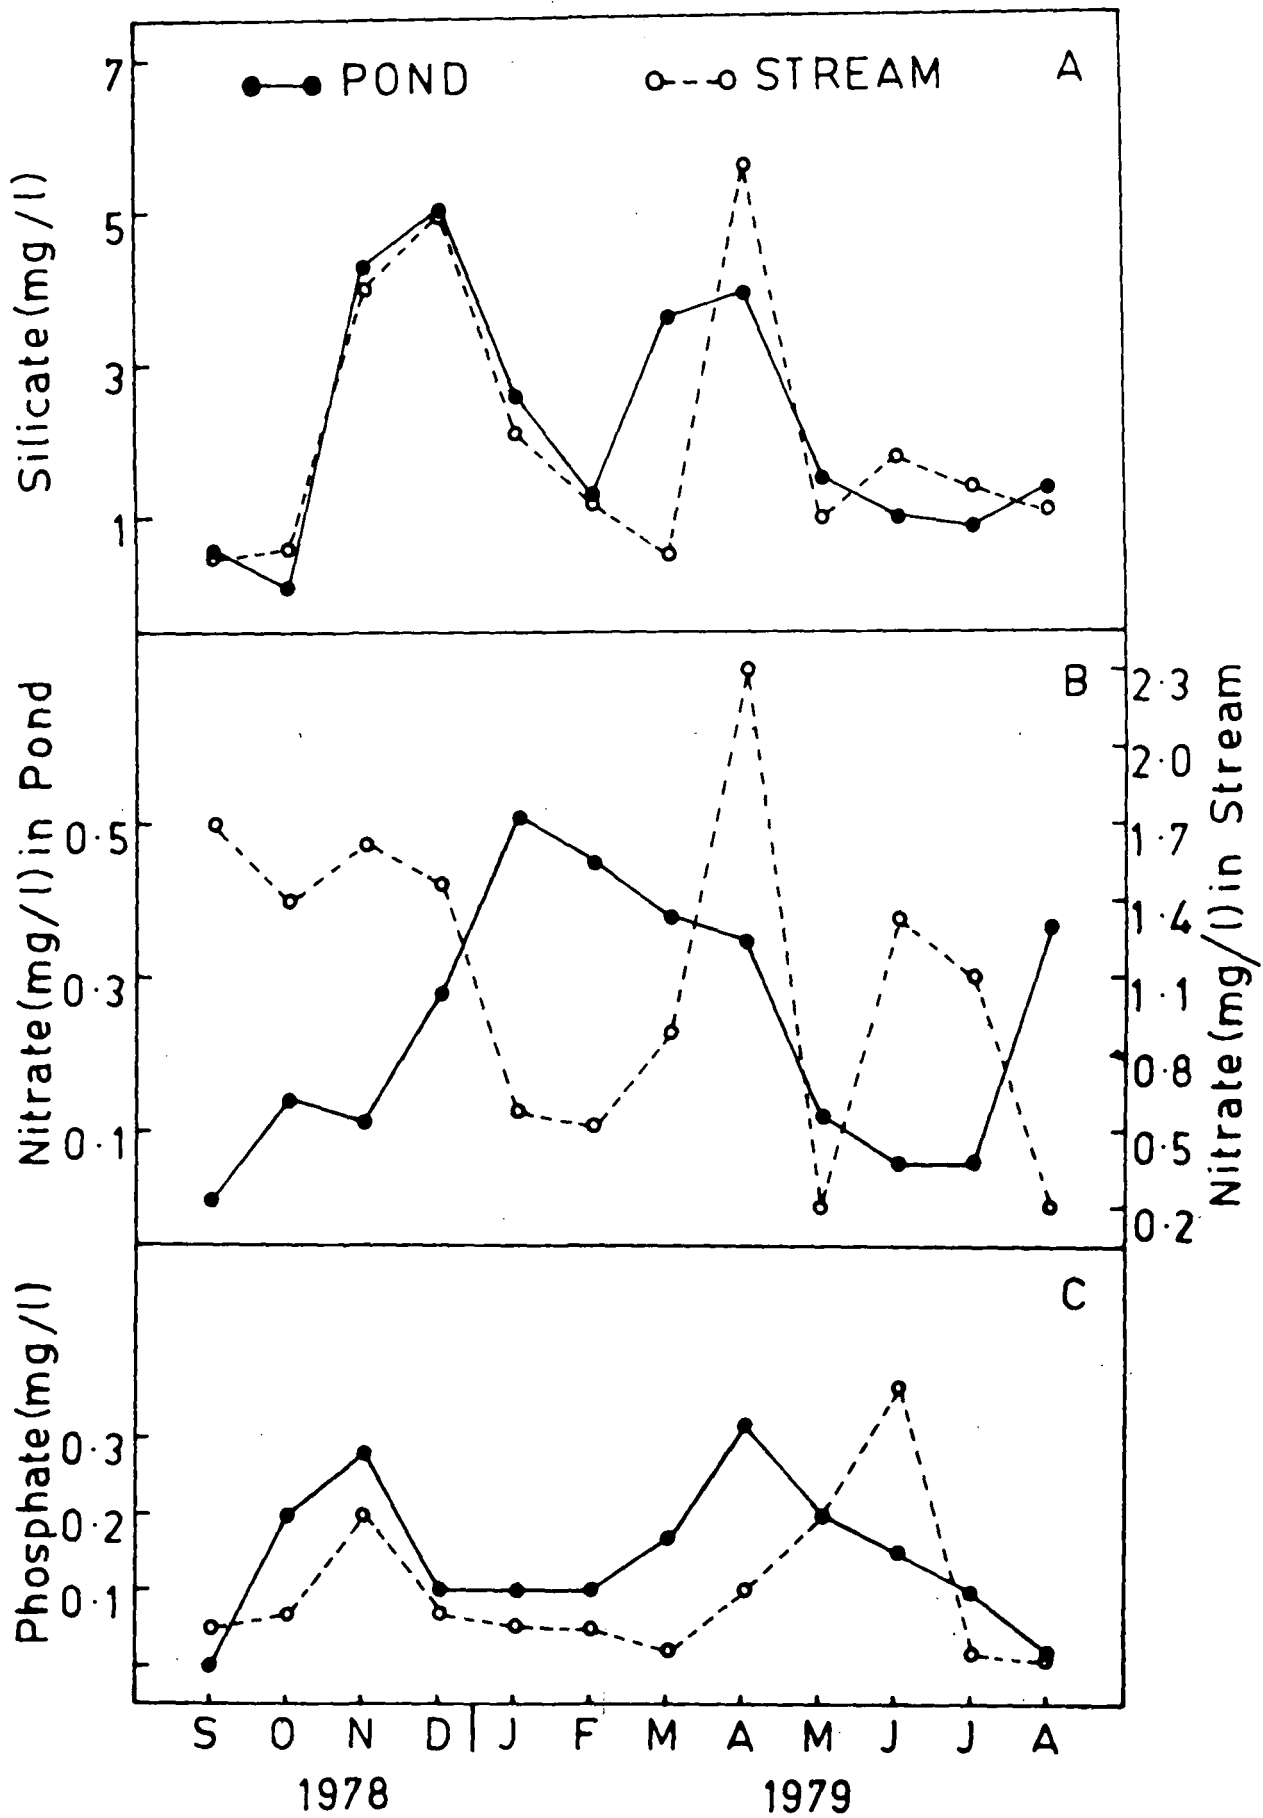 POND STREAM A
Silicate (mg/l)
7
5
3
1
B
Nitrate (mg/l) in Pond
0·5
0·3
0·1
2·3
2·0
1·7
1·4
1·1
0·8
0·5
0·2
Nitrate (mg/l) in Stream
C
Phosphate (mg/l)
0·3
0·2
0·1
S O N D | J F M A M J J A
1978 1979